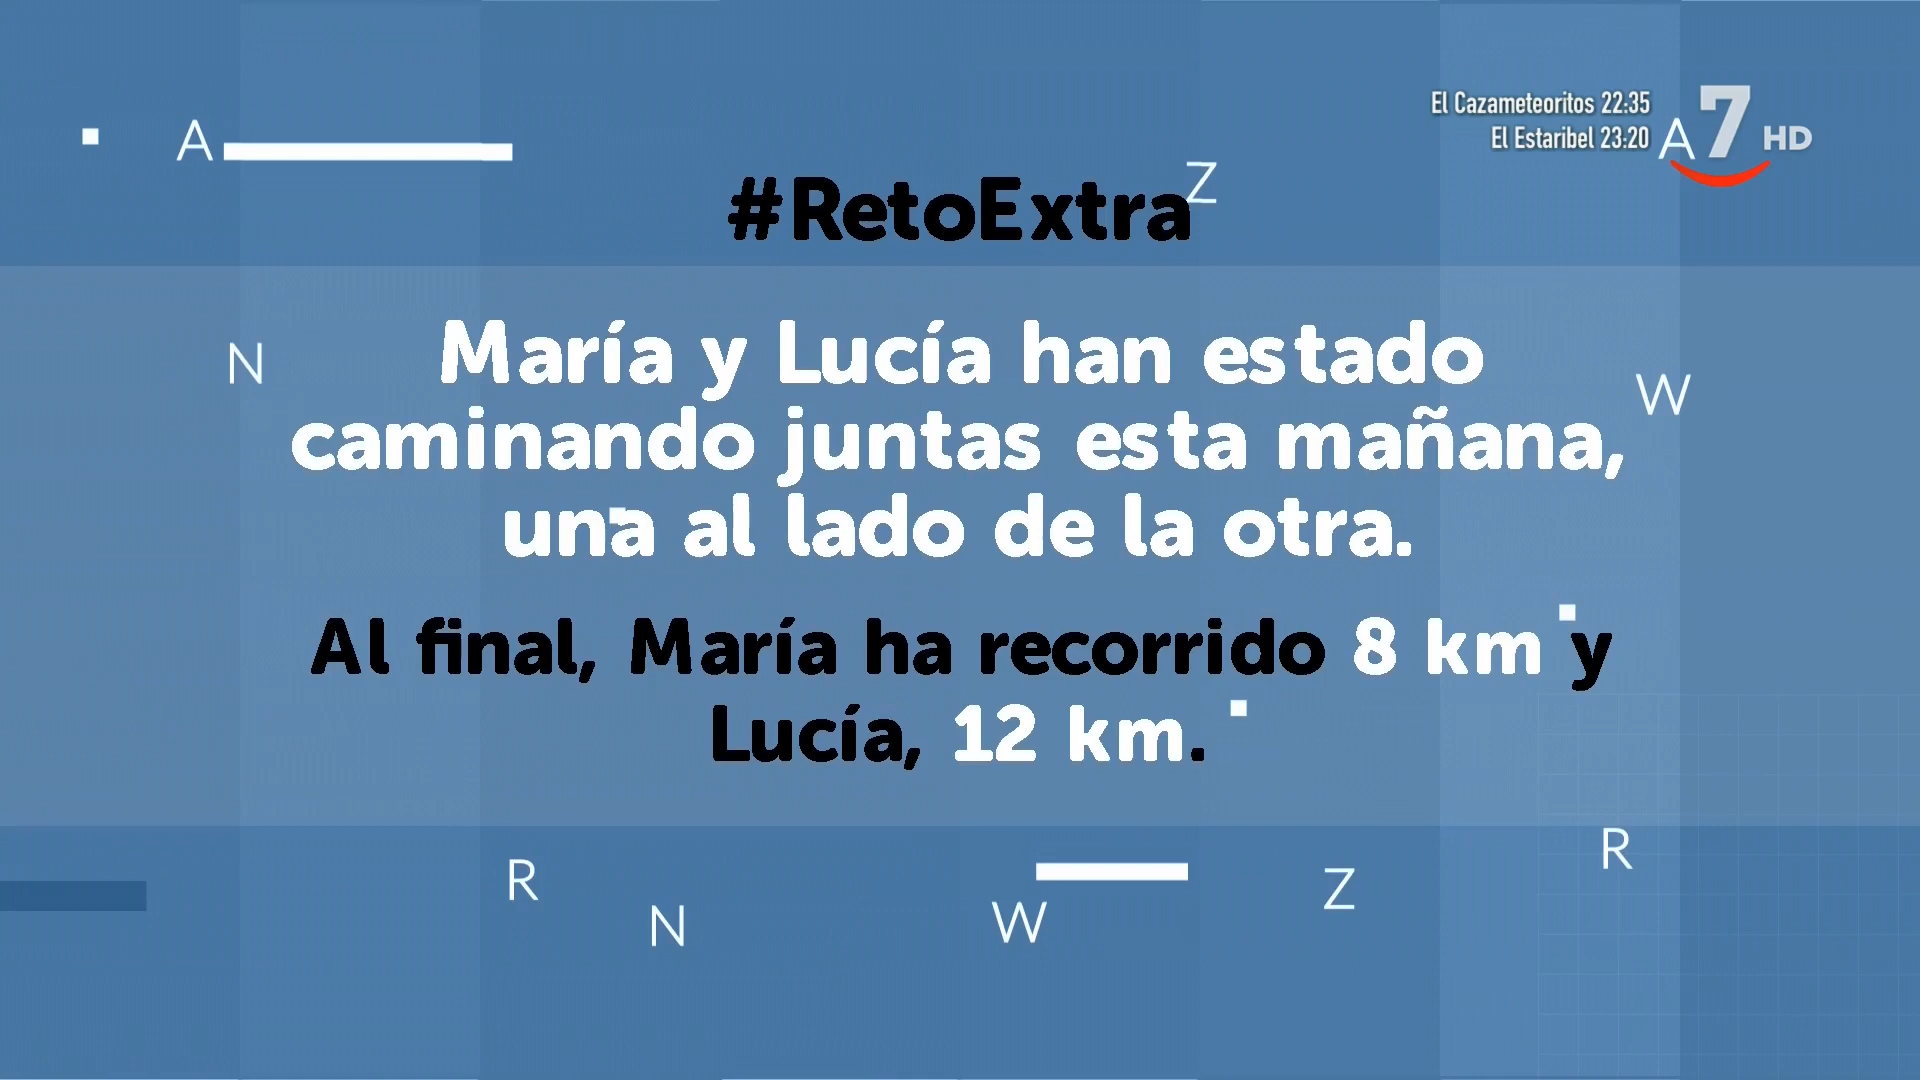 El Cazameteoritos 22:35
El Estaribel 23:20
7 HD
A
A
Z
#RetoExtra
María y Lucía han estado
N
W
caminando juntas esta mañana,
una al lado de la otra.
Al final, María ha recorrido 8 km y
Lucía, 12 km.
R
R
Z
N
W